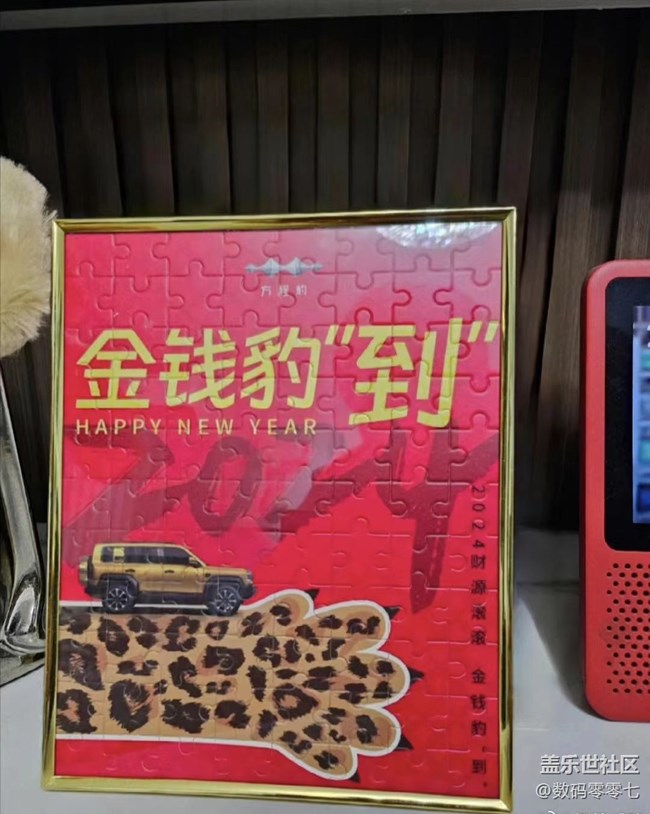 方程豹
金钱豹“到”
HAPPY NEW YEAR
2024
2024财源滚滚 金钱豹“到”
盖乐世社区
@数码零零七